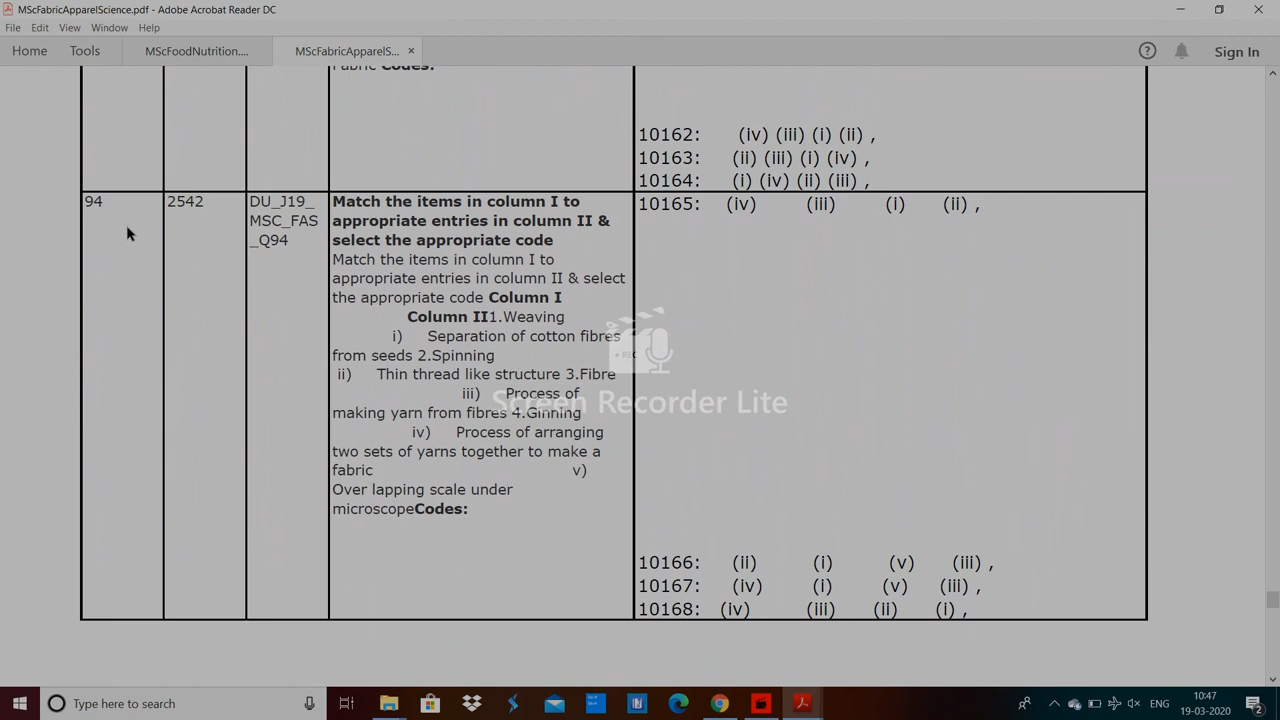 MScFabricApparelScience.pdf - Adobe Acrobat Reader DC
File Edit View Window Help
Home Tools MScFoodNutrition.... MScFabricApparelS... × Sign In
Fabric Codes:
10162: (iv) (iii) (i) (ii) ,
10163: (ii) (iii) (i) (iv) ,
10164: (i) (iv) (ii) (iii) ,
94 2542 DU_J19_
MSC_FAS
_Q94
Match the items in column I to
appropriate entries in column II &
select the appropriate code
Match the items in column I to
appropriate entries in column II & select
the appropriate code Column I
Column II1.Weaving
i) Separation of cotton fibres
from seeds 2.Spinning
ii) Thin thread like structure 3.Fibre
iii) Process of
making yarn from fibres 4.Ginning
iv) Process of arranging
two sets of yarns together to make a
fabric v)
Over lapping scale under
microscopeCodes:
10165: (iv) (iii) (i) (ii) ,
10166: (ii) (i) (v) (iii) ,
10167: (iv) (i) (v) (iii) ,
10168: (iv) (iii) (ii) (i) ,
REC
Screen Recorder Lite
Type here to search
ENG
10:47
19-03-2020
2